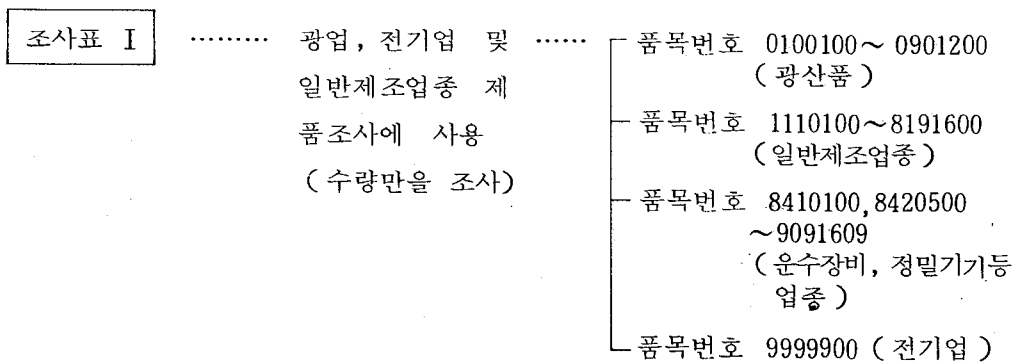 조사표 I ……… 광업, 전기업 및 …… 품목번호 0100100～0901200
일반제조업종 제 (광산품)
품조사에 사용 품목번호 1110100～8191600
(수량만을 조사) (일반제조업종)
품목번호 8410100,8420500
～9091609
(운수장비, 정밀기기등
업종)
품목번호 9999900 (전기업)